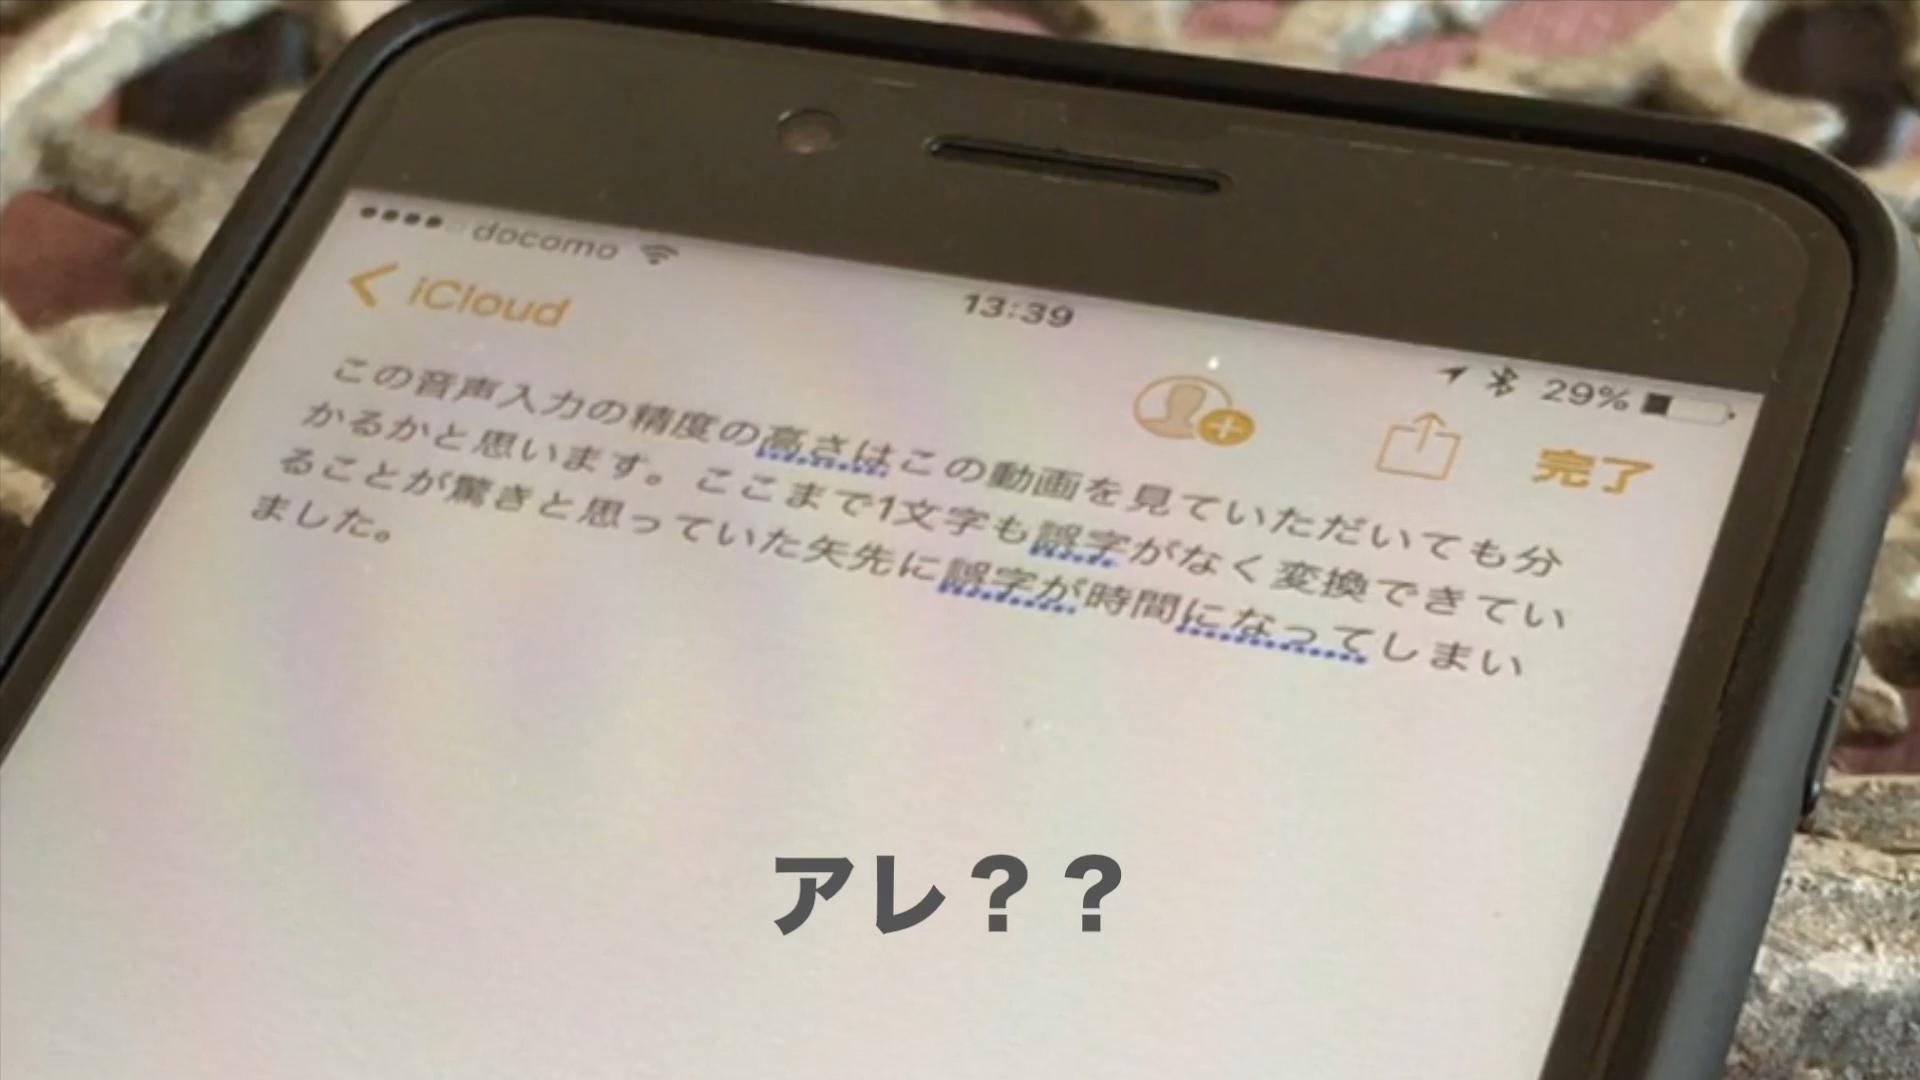 docomo
13:39
29%
iCloud
完了
この音声入力の精度の高さはこの動画を見ていただいても分
かるかと思います。ここまで1文字も誤字がなく変換できてい
ることが驚きと思っていた矢先に誤字が時間になってしまい
ました。
アレ？？